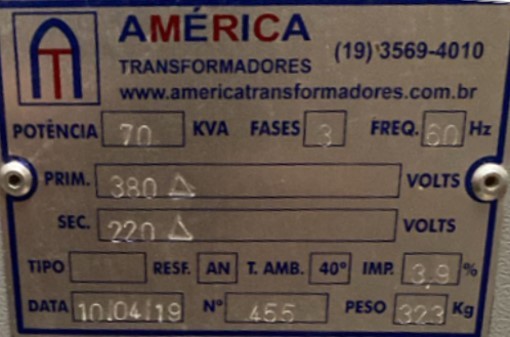 AMÉRICA
TRANSFORMADORES (19) 3569-4010
www.americatransformadores.com.br
POTÊNCIA 70 KVA FASES 3 FREQ. 60 Hz
PRIM. 380 Δ VOLTS
SEC. 220 Δ VOLTS
TIPO RESF. AN T. AMB. 40º IMP. 3,9 %
DATA 10/04/19 Nº 455 PESO 323 Kg